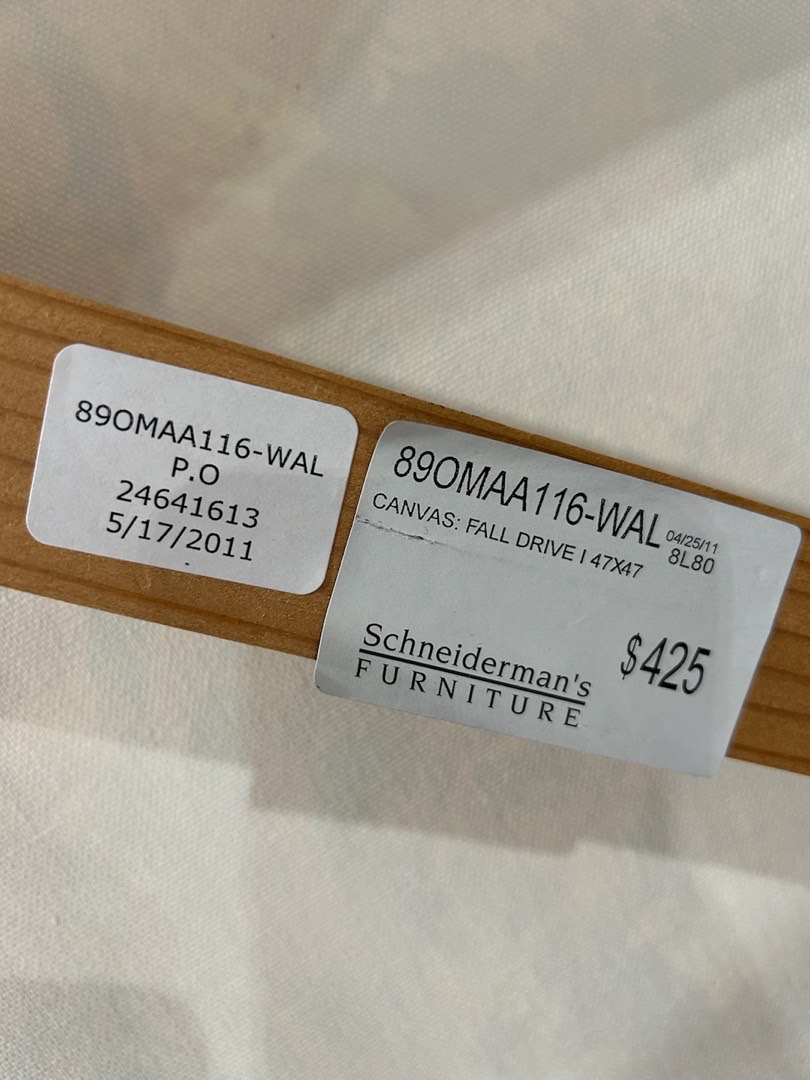 89OMAA116-WAL
P.O
24641613
5/17/2011
89OMAA116-WAL
04/25/11
CANVAS: FALL DRIVE I 47X47
8L80
$425
Schneiderman's
FURNITURE